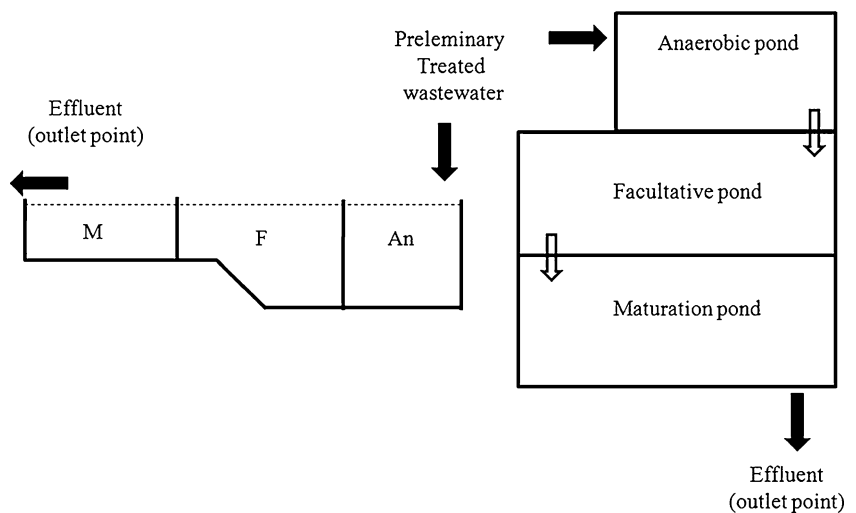 Preleminary
Treated
wastewater
Anaerobic pond
Effluent
(outlet point)
M
F
An
Facultative pond
Maturation pond
Effluent
(outlet point)